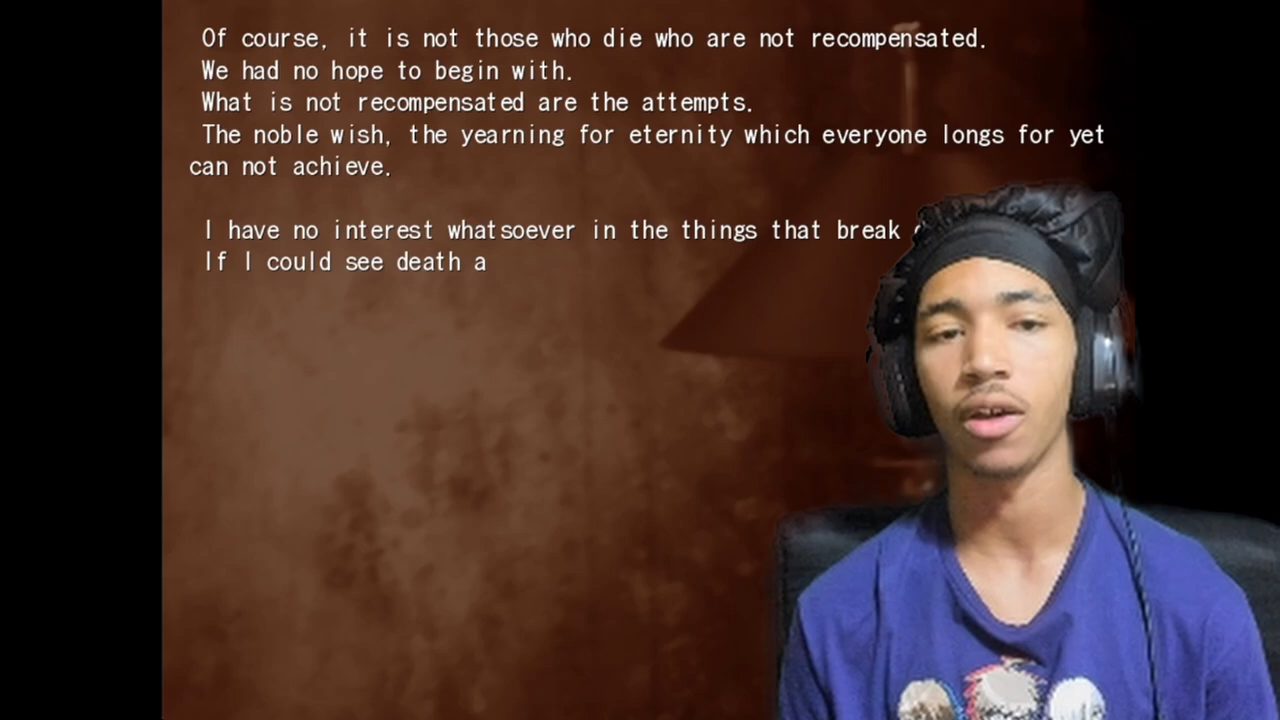 Of course, it is not those who die who are not recompensated.
We had no hope to begin with.
What is not recompensated are the attempts.
The noble wish, the yearning for eternity which everyone longs for yet
can not achieve.
I have no interest whatsoever in the things that break
If I could see death a